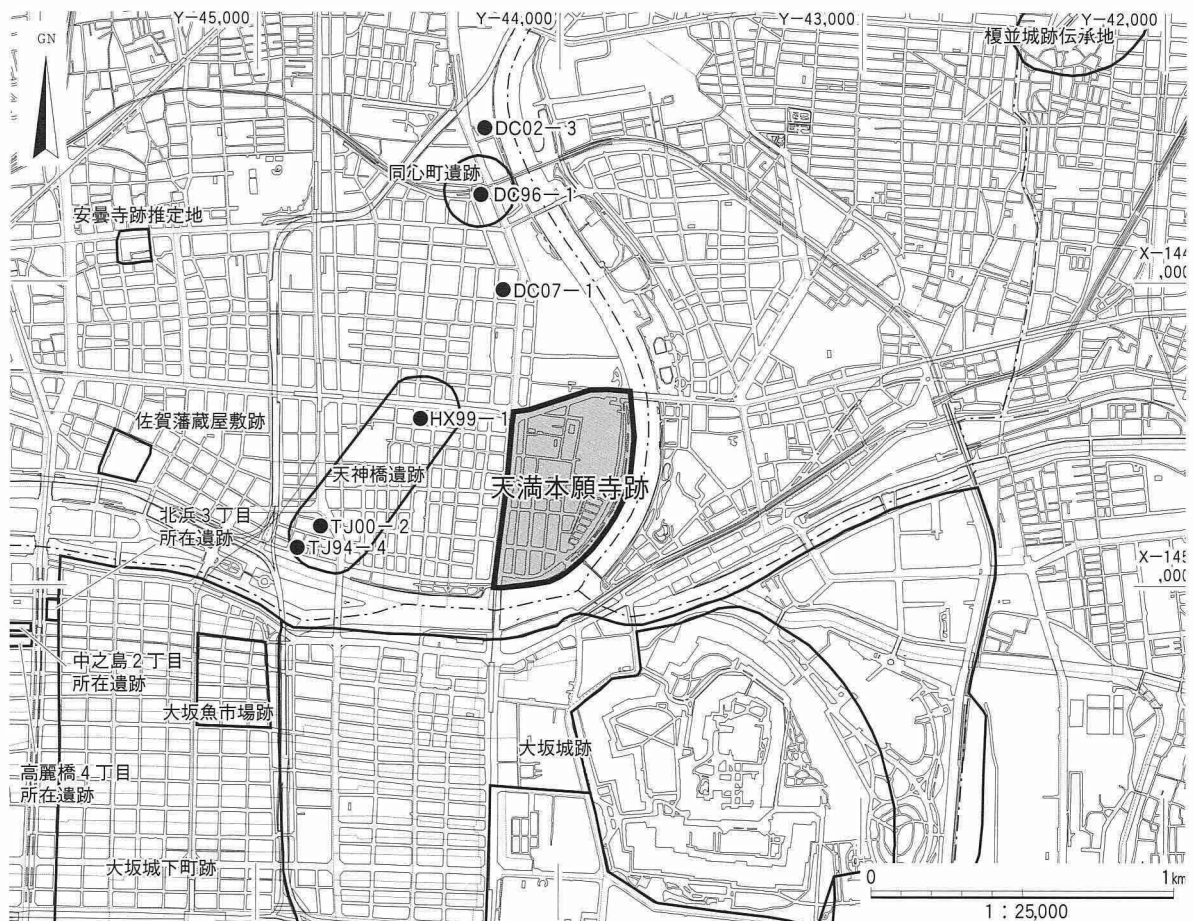 Y−45,000
Y−44,000
Y−43,000
Y−42,000
GN
榎並城跡伝承地
DC02−3
同心町遺跡
DC96−1
安曇寺跡推定地
X−144
,000
DC07−1
佐賀藩蔵屋敷跡
HX99−1
天神橋遺跡
天満本願寺跡
北浜3丁目
所在遺跡
TJ00−2
TJ94−4
X−145
,000
中之島2丁目
所在遺跡
大坂魚市場跡
大坂城跡
高麗橋4丁目
所在遺跡
大坂城下町跡
0
1km
1：25,000